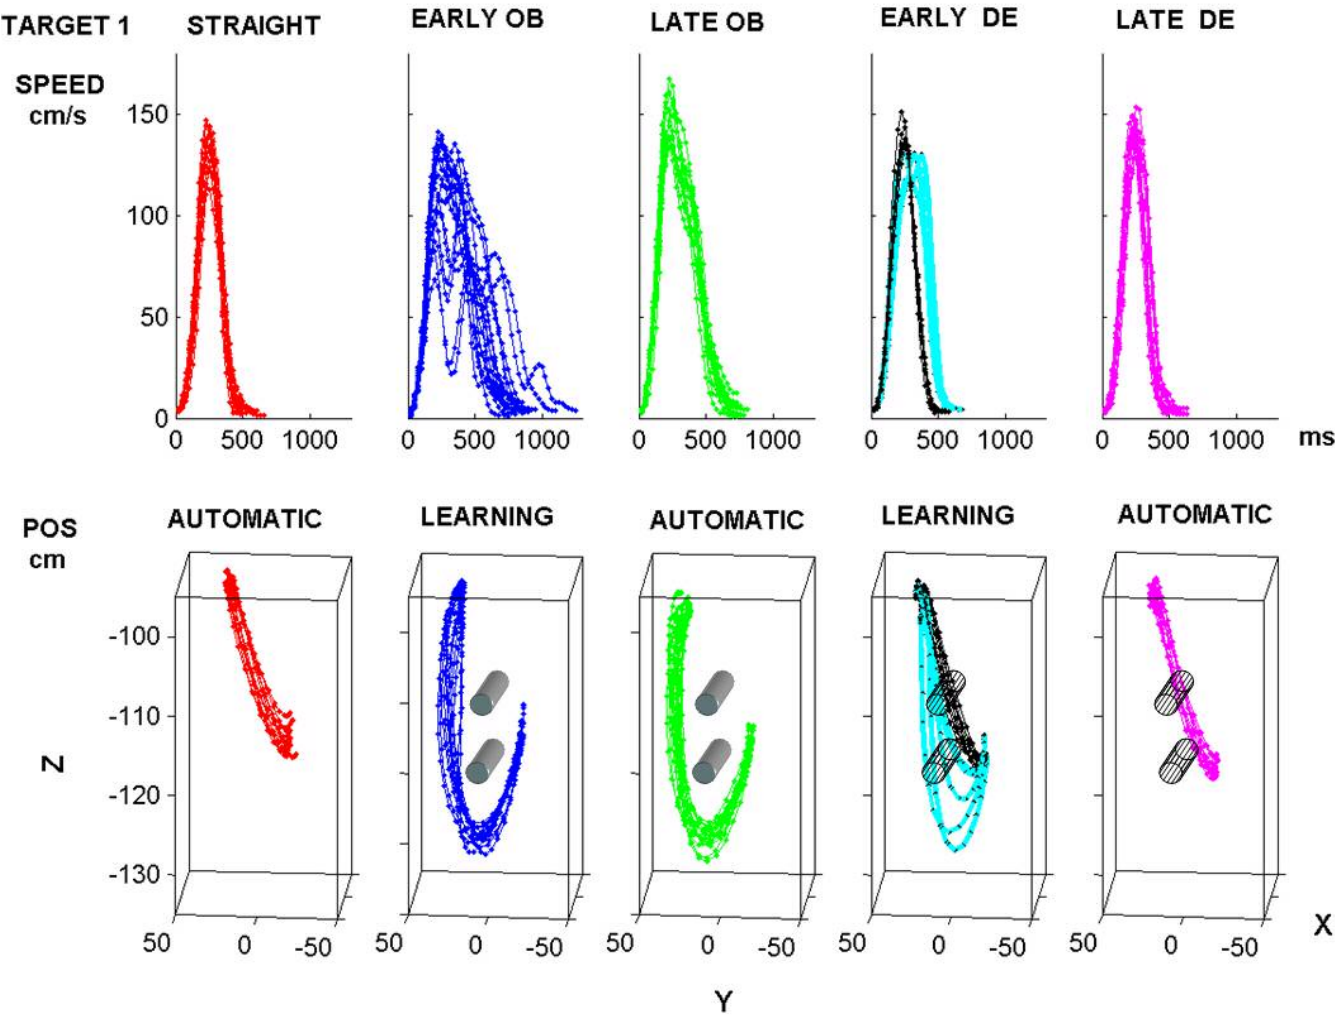 TARGET 1 STRAIGHT EARLY OB LATE OB EARLY DE LATE DE
SPEED
cm/s
150
100
50
0
0 500 1000 0 500 1000 0 500 1000 0 500 1000 0 500 1000 ms
POS
cm
AUTOMATIC LEARNING AUTOMATIC LEARNING AUTOMATIC
-100
-110
Z
-120
-130
50 0 -50 50 0 -50 50 0 -50 50 0 -50 50 0 -50
X
Y